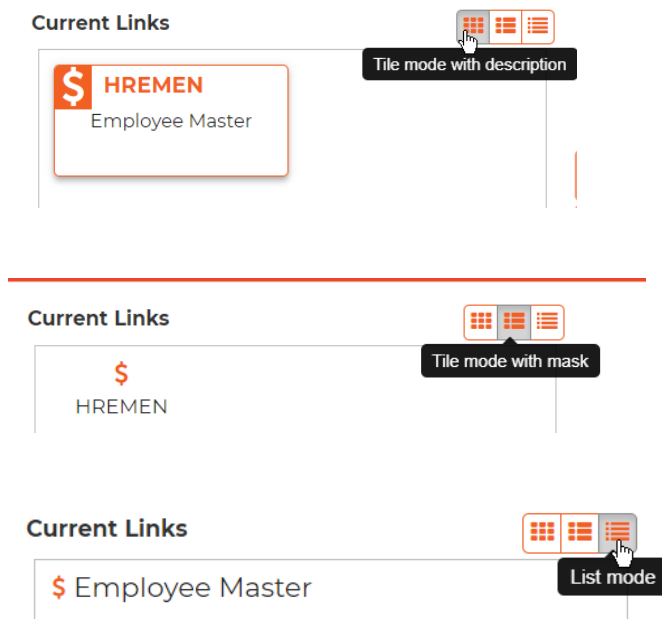 Current Links
Tile mode with description
$ HREMEN
Employee Master
Current Links
Tile mode with mask
$
HREMEN
Current Links
List mode
$ Employee Master